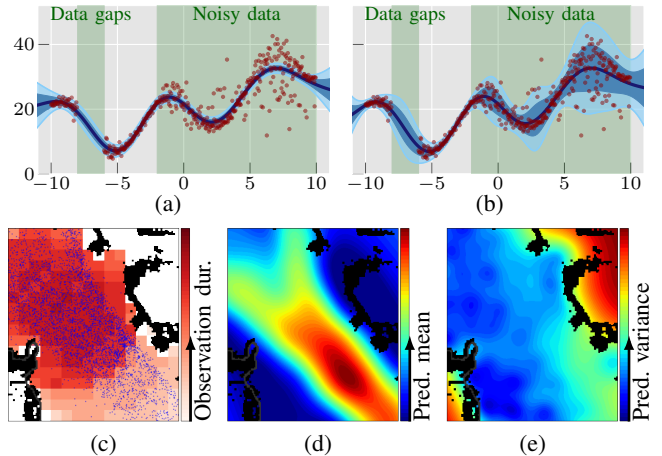 Data gaps Noisy data Data gaps Noisy data
40
20
0
−10 −5 0 5 10 −10 −5 0 5 10
(a) (b)
Observation dur.
Pred. mean
Pred. variance
(c) (d) (e)